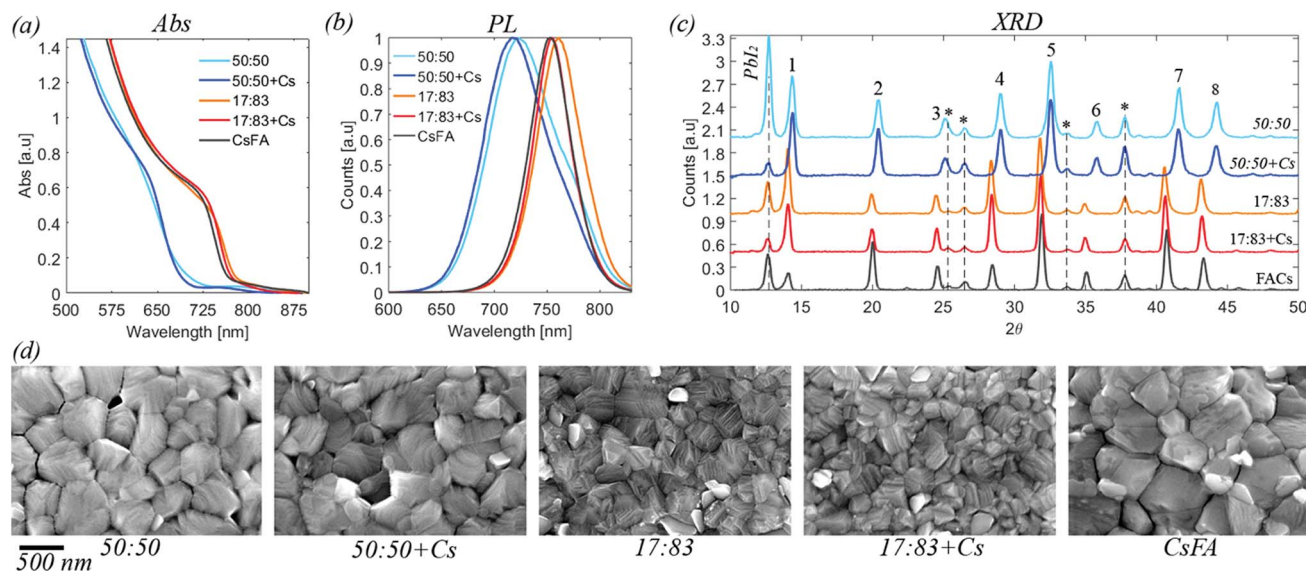 (a) Abs
1.4
1.2
1
0.8
0.6
0.4
0.2
0
Abs [a.u]
500 575 650 725 800 875
Wavelength [nm]
50:50
50:50+Cs
17:83
17:83+Cs
CsFA
(b) PL
1
0.9
0.8
0.7
0.6
0.5
0.4
0.3
0.2
0.1
0
Counts [a.u]
600 650 700 750 800
Wavelength [nm]
50:50
50:50+Cs
17:83
17:83+Cs
CsFA
(c) XRD
3.3
3.0
2.7
2.4
2.1
1.8
1.5
1.2
0.9
0.6
0.3
0
Counts [a.u]
PbI2
1 2 3 * * 4 5 * 6 * 7 8
50:50
50:50+Cs
17:83
17:83+Cs
FACs
10 15 20 25 30 35 40 45 50
2θ
(d)
500 nm
50:50 50:50+Cs 17:83 17:83+Cs CsFA